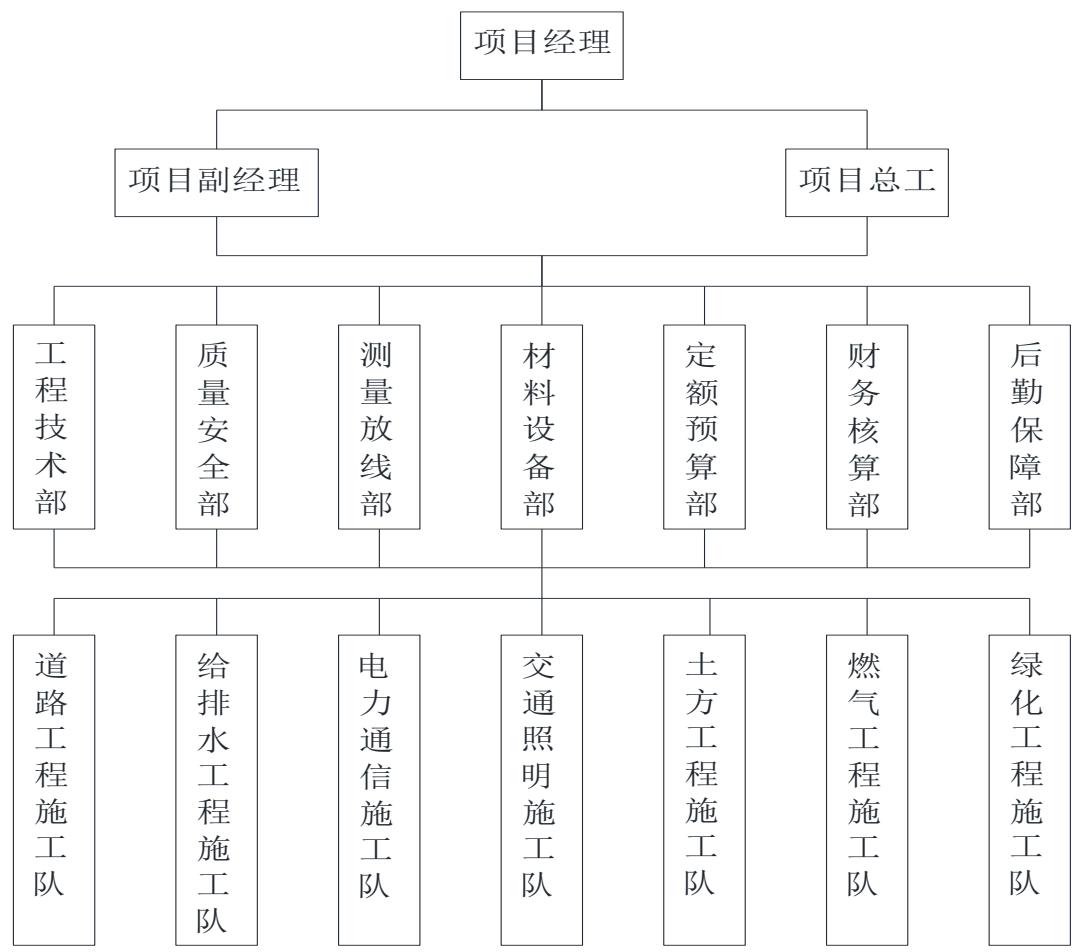 项目经理
项目副经理
项目总工
工程技术部
质量安全部
测量放线部
材料设备部
定额预算部
财务核算部
后勤保障部
道路工程施工队
给排水工程施工队
电力通信施工队
交通照明施工队
土方工程施工队
燃气工程施工队
绿化工程施工队